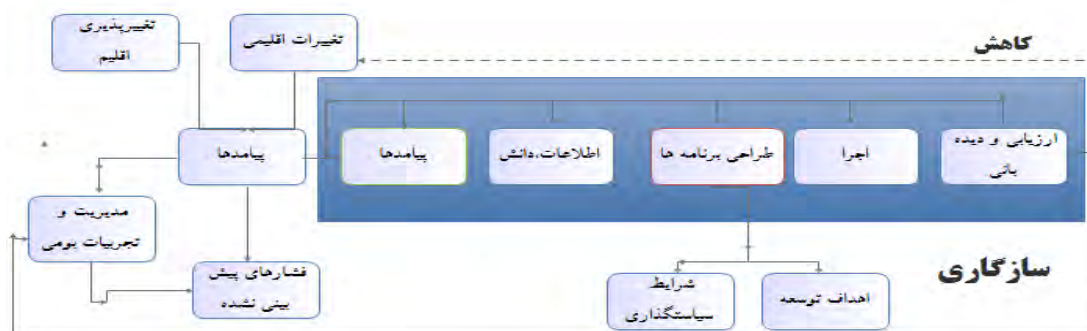 کاهش
تغییرات اقلیمی
تغییرپذیری
اقلیم
ارزیابی و دیده
بانی
اجرا
طراحی برنامه ها
اطلاعات،دانش
پیامدها
پیامدها
مدیریت و
تجربیات بومی
فشارهای پیش
بینی نشده
سازگاری
اهداف توسعه
شرایط
سیاستگذاری